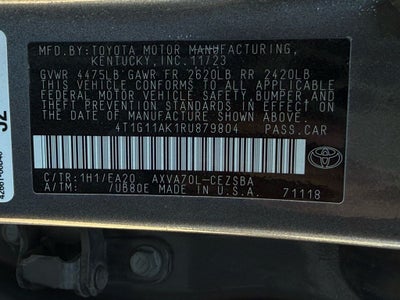 MFD.BY:TOYOTA MOTOR MANUFACTURING,
KENTUCKY, INC. 11/23
GVWR 4475LB GAWR FR 2620LB RR 2420LB
THIS VEHICLE CONFORMS TO ALL APPLICABLE
FEDERAL MOTOR VEHICLE SAFETY, BUMPER, AND
THEFT PREVENTION STANDARDS IN EFFECT ON
THE DATE OF MANUFACTURE SHOWN ABOVE.
4T1G11AK1RU879804 PASS.CAR
C/TR:1H1/EA20 AXVA70L-CEZSBA
A/TM: 7U680E MADE IN U.S.A. 71118
TOYOTA